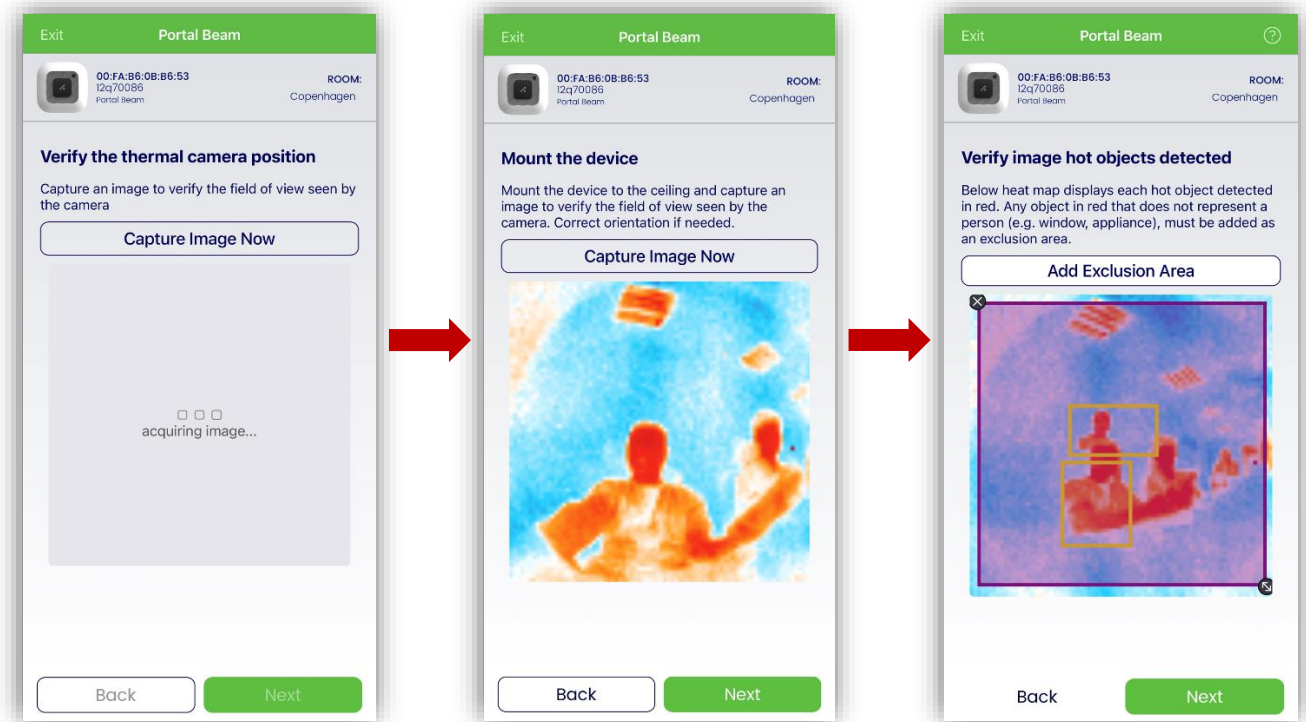 Exit Portal Beam
00:FA:B6:0B:B6:53
12q70086
Portal Beam
ROOM:
Copenhagen
Verify the thermal camera position
Capture an image to verify the field of view seen by
the camera
Capture Image Now
acquiring image...
Back Next
Exit Portal Beam
00:FA:B6:0B:B6:53
12q70086
Portal Beam
ROOM:
Copenhagen
Mount the device
Mount the device to the ceiling and capture an
image to verify the field of view seen by the
camera. Correct orientation if needed.
Capture Image Now
Back Next
Exit Portal Beam ?
00:FA:B6:0B:B6:53
12q70086
Portal Beam
ROOM:
Copenhagen
Verify image hot objects detected
Below heat map displays each hot object detected
in red. Any object in red that does not represent a
person (e.g. window, appliance), must be added as
an exclusion area.
Add Exclusion Area
Back Next